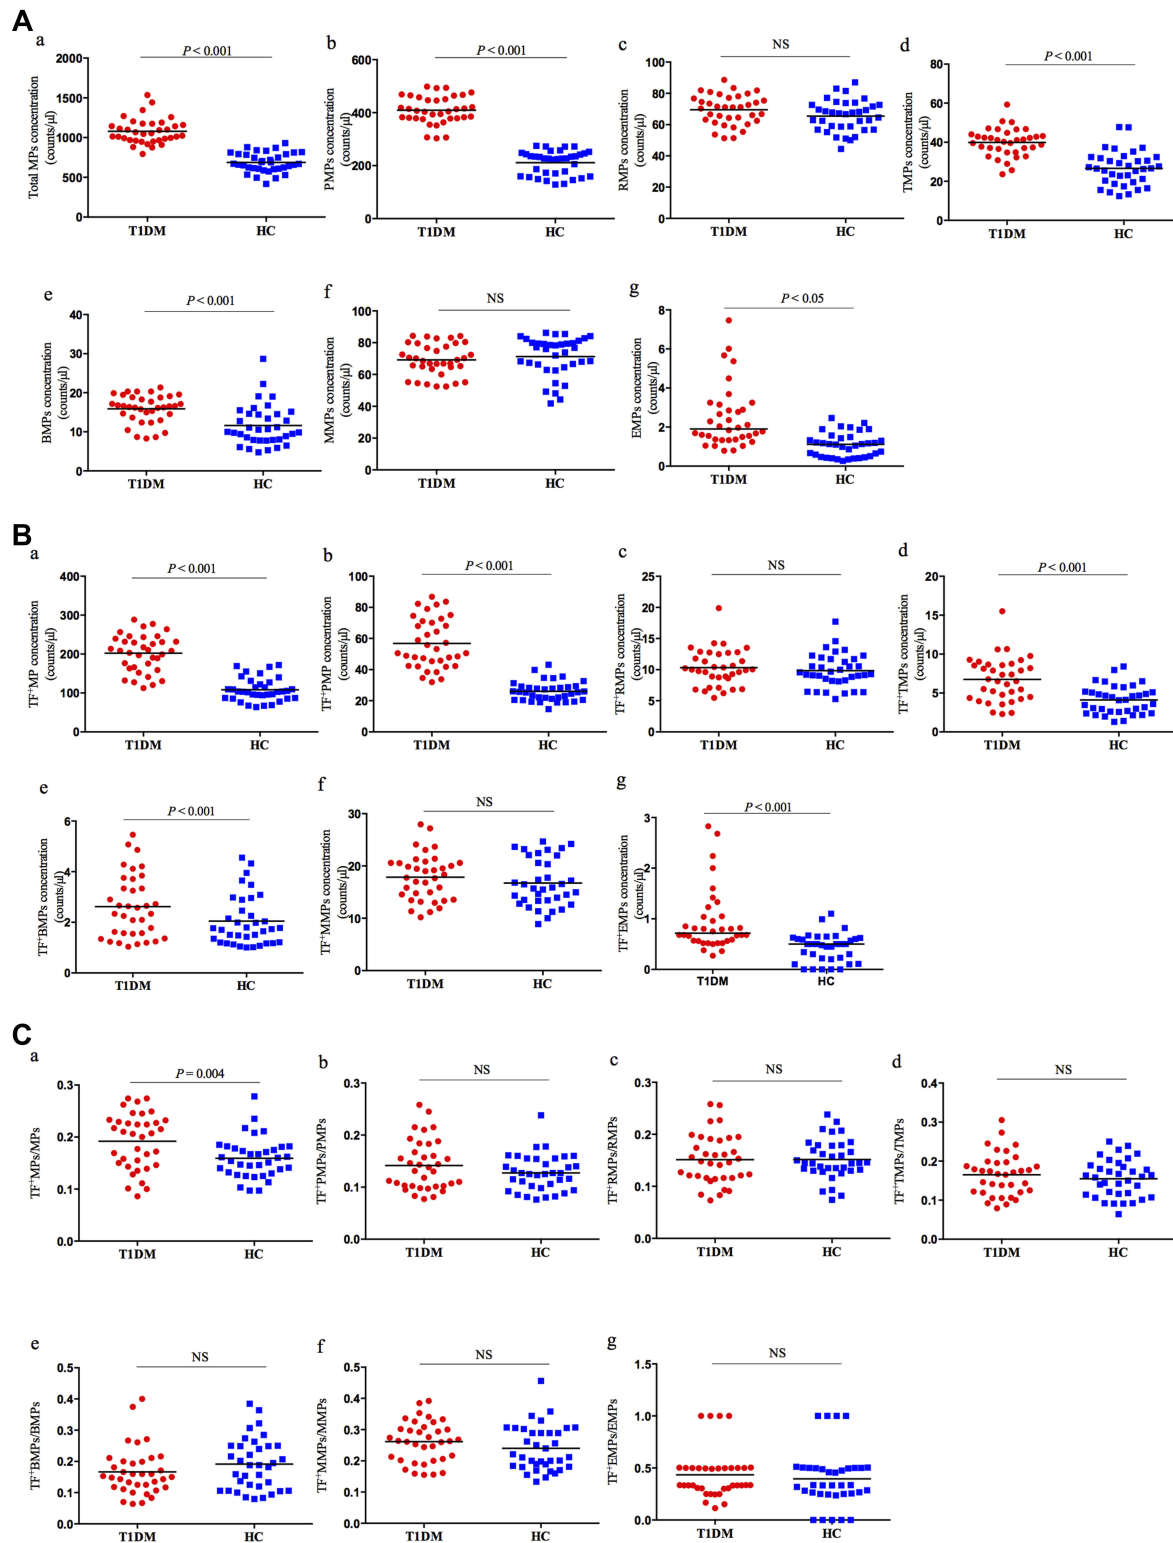 A
a
P < 0.001
Total MPs concentration
(counts/μl)
2000
1500
1000
500
0
T1DM
HC
b
P < 0.001
PMPs concentration
(counts/μl)
600
400
200
0
T1DM
HC
c
NS
RMPs concentration
(counts/μl)
100
80
60
40
20
0
T1DM
HC
d
P < 0.001
TMPs concentration
(counts/μl)
80
60
40
20
0
T1DM
HC
e
P < 0.001
BMPs concentration
(counts/μl)
40
30
20
10
0
T1DM
HC
f
NS
MMPs concentration
(counts/μl)
100
80
60
40
20
0
T1DM
HC
g
P < 0.05
EMPs concentration
(counts/μl)
8
6
4
2
0
T1DM
HC
B
a
P < 0.001
TF⁺MP concentration
(counts/μl)
400
300
200
100
0
T1DM
HC
b
P < 0.001
TF⁺PMP concentration
(counts/μl)
100
80
60
40
20
0
T1DM
HC
c
NS
TF⁺RMPs concentration
(counts/μl)
25
20
15
10
5
0
T1DM
HC
d
P < 0.001
TF⁺TMPs concentration
(counts/μl)
20
15
10
5
0
T1DM
HC
e
P < 0.001
TF⁺BMPs concentration
(counts/μl)
6
4
2
0
T1DM
HC
f
NS
TF⁺MMPs concentration
(counts/μl)
30
20
10
0
T1DM
HC
g
P < 0.001
TF⁺EMPs concentration
(counts/μl)
3
2
1
0
T1DM
HC
C
a
P = 0.004
TF⁺MPs/MPs
0.3
0.2
0.1
0.0
T1DM
HC
b
NS
TF⁺PMPs/PMPs
0.3
0.2
0.1
0.0
T1DM
HC
c
NS
TF⁺RMPs/RMPs
0.3
0.2
0.1
0.0
T1DM
HC
d
NS
TF⁺TMPs/TMPs
0.4
0.3
0.2
0.1
0.0
T1DM
HC
e
NS
TF⁺BMPs/BMPs
0.5
0.4
0.3
0.2
0.1
0.0
T1DM
HC
f
NS
TF⁺MMPs/MMPs
0.5
0.4
0.3
0.2
0.1
0.0
T1DM
HC
g
NS
TF⁺EMPs/EMPs
1.5
1.0
0.5
0.0
T1DM
HC